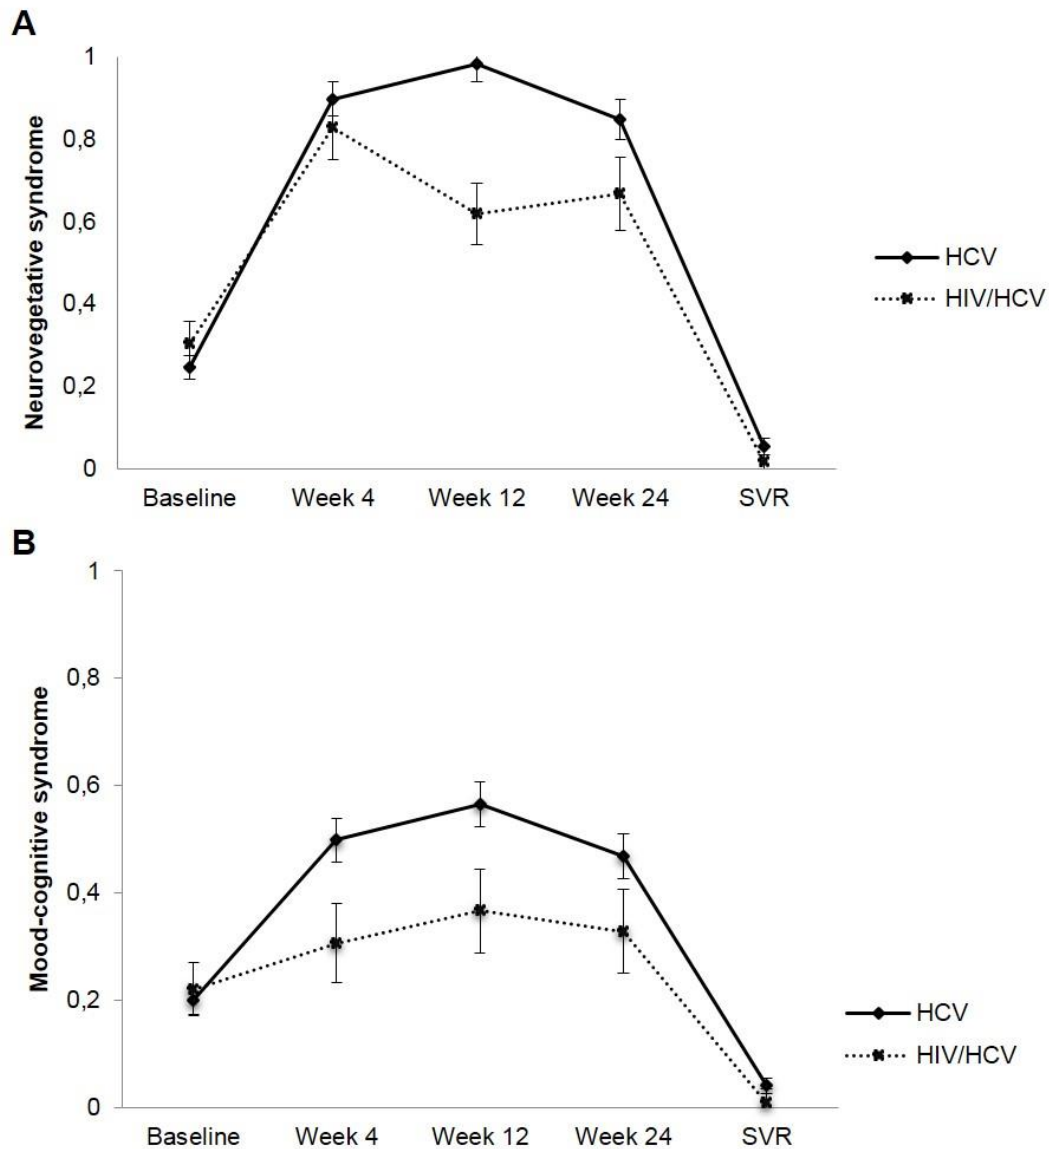 A
Neurovegetative syndrome
1
0,8
0,6
0,4
0,2
0
Baseline Week 4 Week 12 Week 24 SVR
HCV
HIV/HCV
B
Mood-cognitive syndrome
1
0,8
0,6
0,4
0,2
0
Baseline Week 4 Week 12 Week 24 SVR
HCV
HIV/HCV